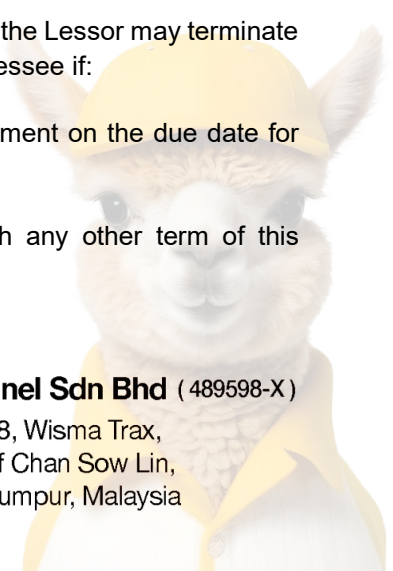 the Lessor may terminate
essee if:
ment on the due date for
h any other term of this
nel Sdn Bhd (489598-X)
8, Wisma Trax,
f Chan Sow Lin,
umpur, Malaysia